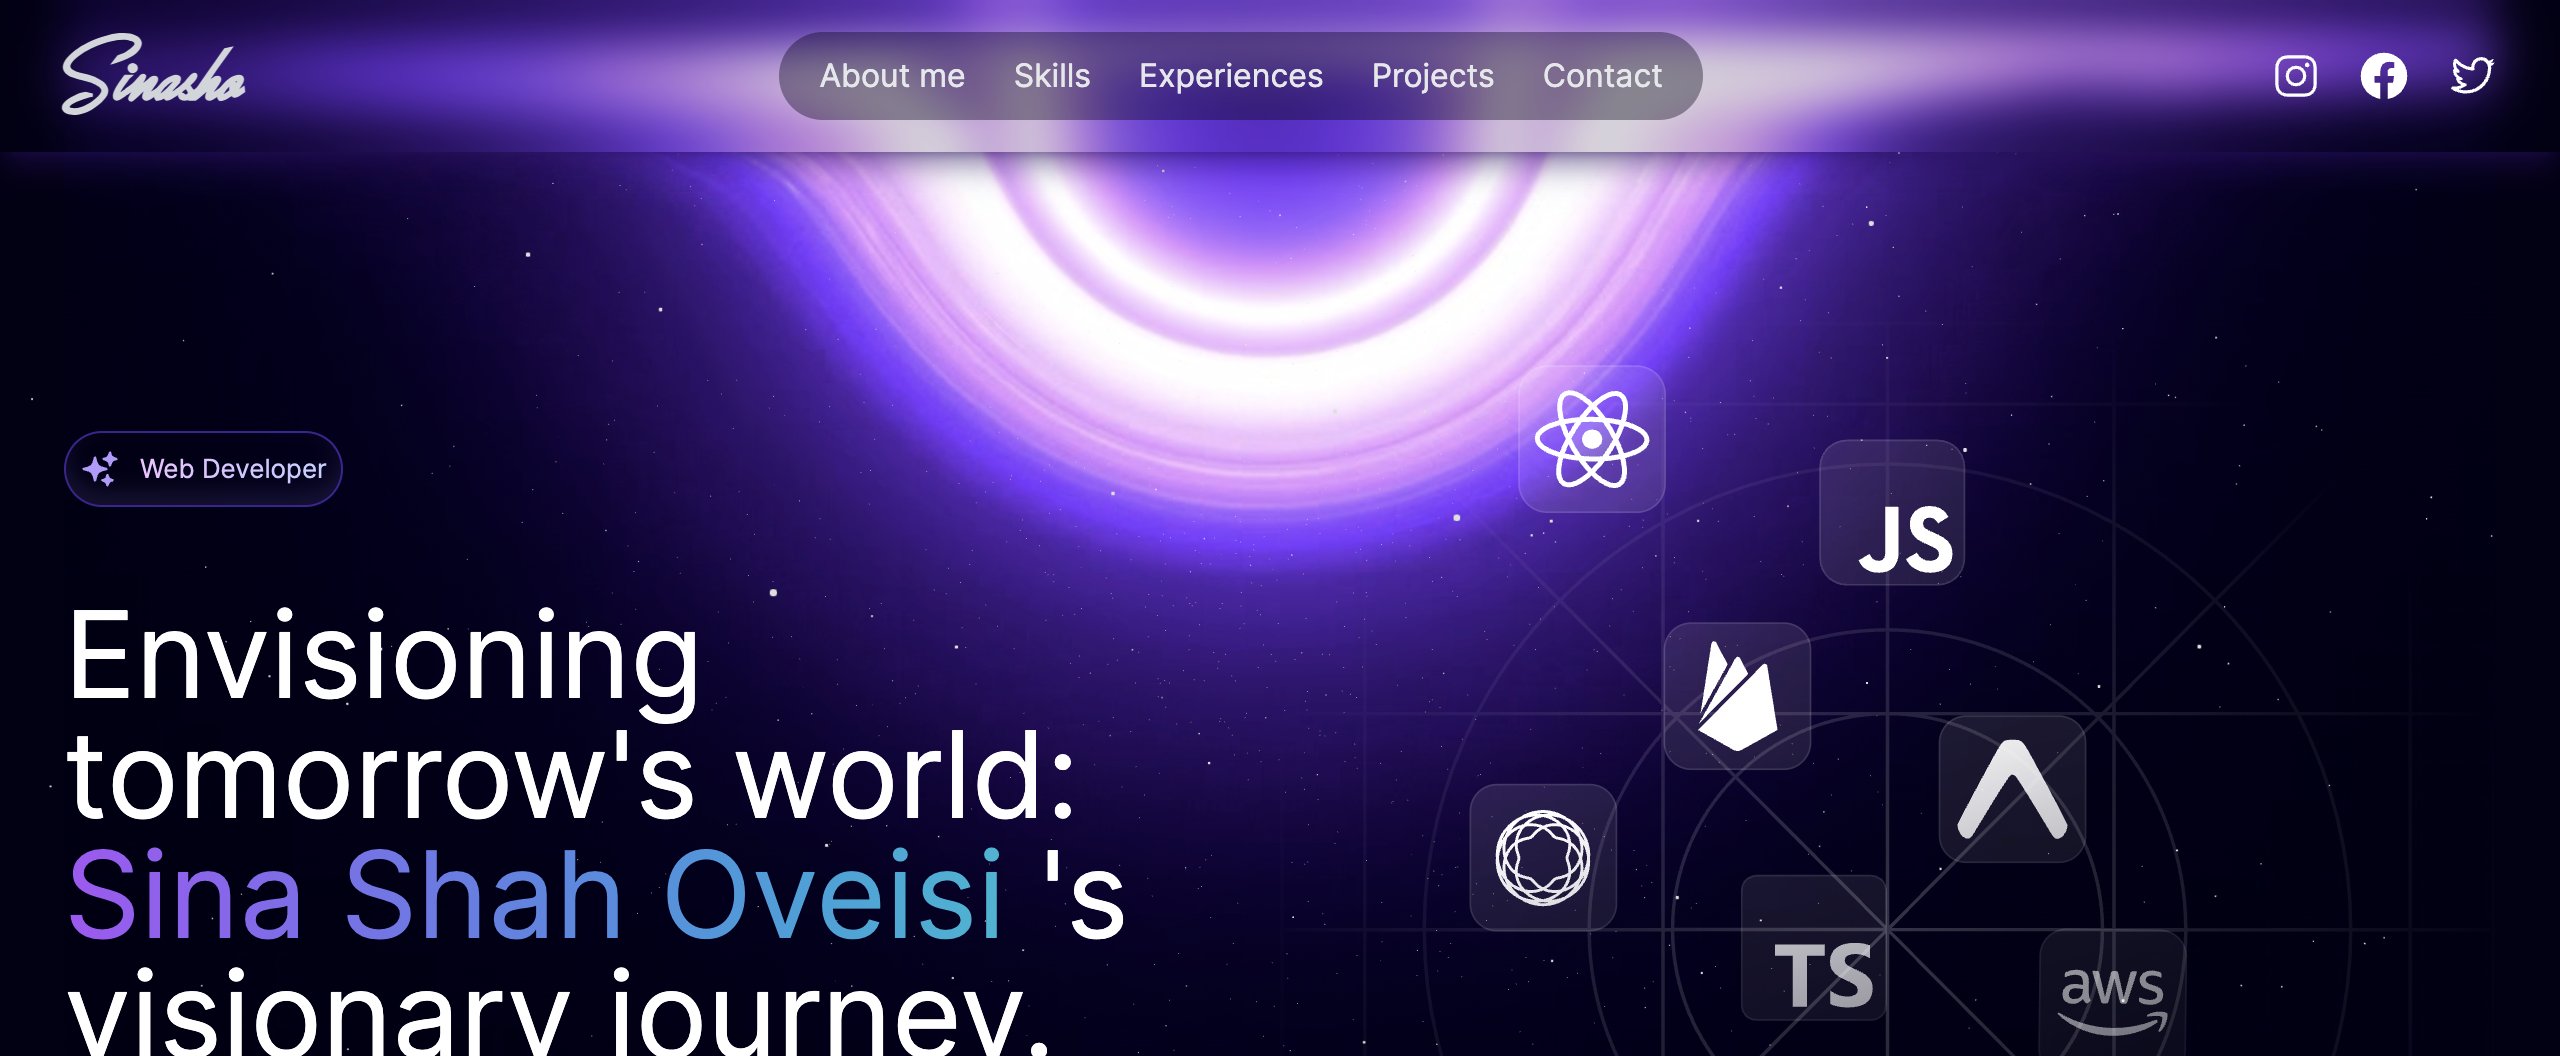 Sinasha
About me Skills Experiences Projects Contact
Web Developer
Envisioning
tomorrow's world:
Sina Shah Oveisi 's
visionary journey.
JS
TS
aws